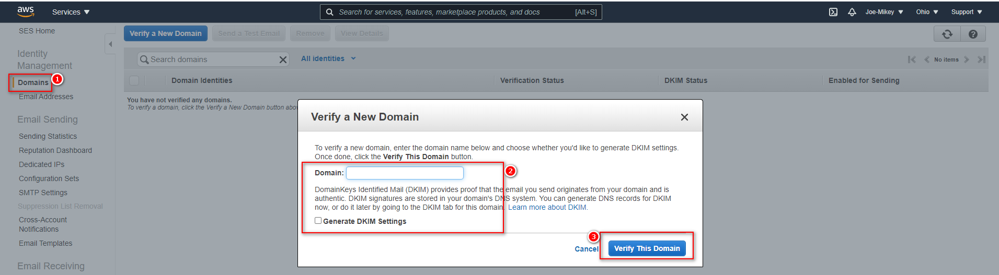 aws
Services
Search for services, features, marketplace products, and docs
[Alt+S]
Joe-Mikey
Ohio
Support
SES Home
Identity
Management
Domains
1
Email Addresses
Email Sending
Sending Statistics
Reputation Dashboard
Dedicated IPs
Configuration Sets
SMTP Settings
Suppression List Removal
Cross-Account
Notifications
Email Templates
Email Receiving
Verify a New Domain
Send a Test Email
Remove
View Details
Search domains
All identities
No items
Domain Identities
Verification Status
DKIM Status
Enabled for Sending
You have not verified any domains.
To verify a domain, click the Verify a New Domain button abov
Verify a New Domain
To verify a new domain, enter the domain name below and choose whether you'd like to generate DKIM settings.
Once done, click the Verify This Domain button.
Domain:
2
DomainKeys Identified Mail (DKIM) provides proof that the email you send originates from your domain and is
authentic. DKIM signatures are stored in your domain's DNS system. You can generate DNS records for DKIM
now, or do it later by going to the DKIM tab for this domain. Learn more about DKIM.
Generate DKIM Settings
3
Cancel
Verify This Domain